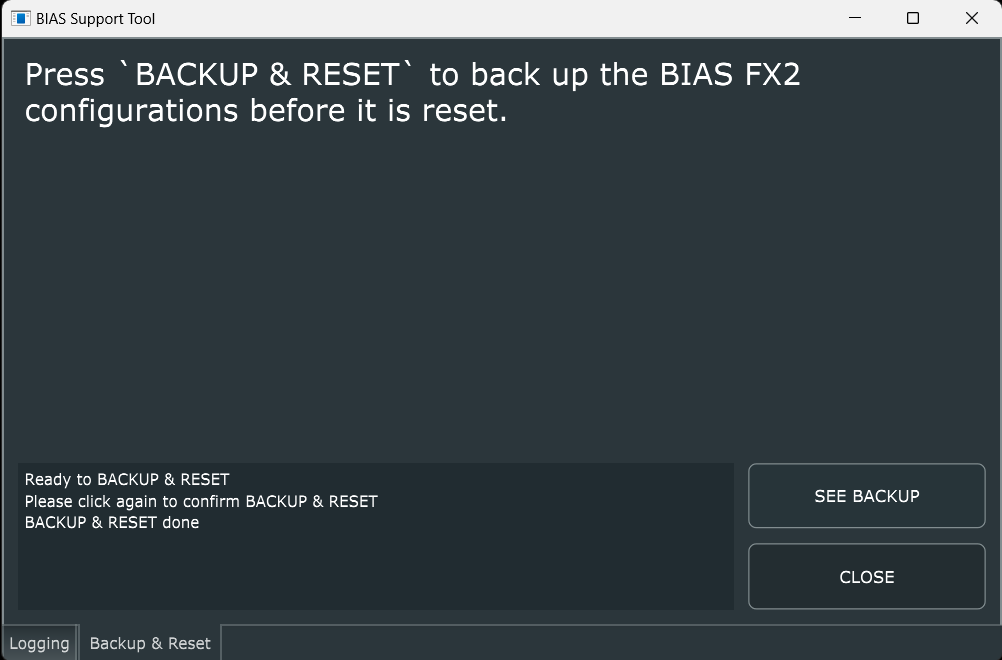 BIAS Support Tool
Press `BACKUP & RESET` to back up the BIAS FX2
configurations before it is reset.
Ready to BACKUP & RESET
Please click again to confirm BACKUP & RESET
BACKUP & RESET done
SEE BACKUP
CLOSE
Logging
Backup & Reset